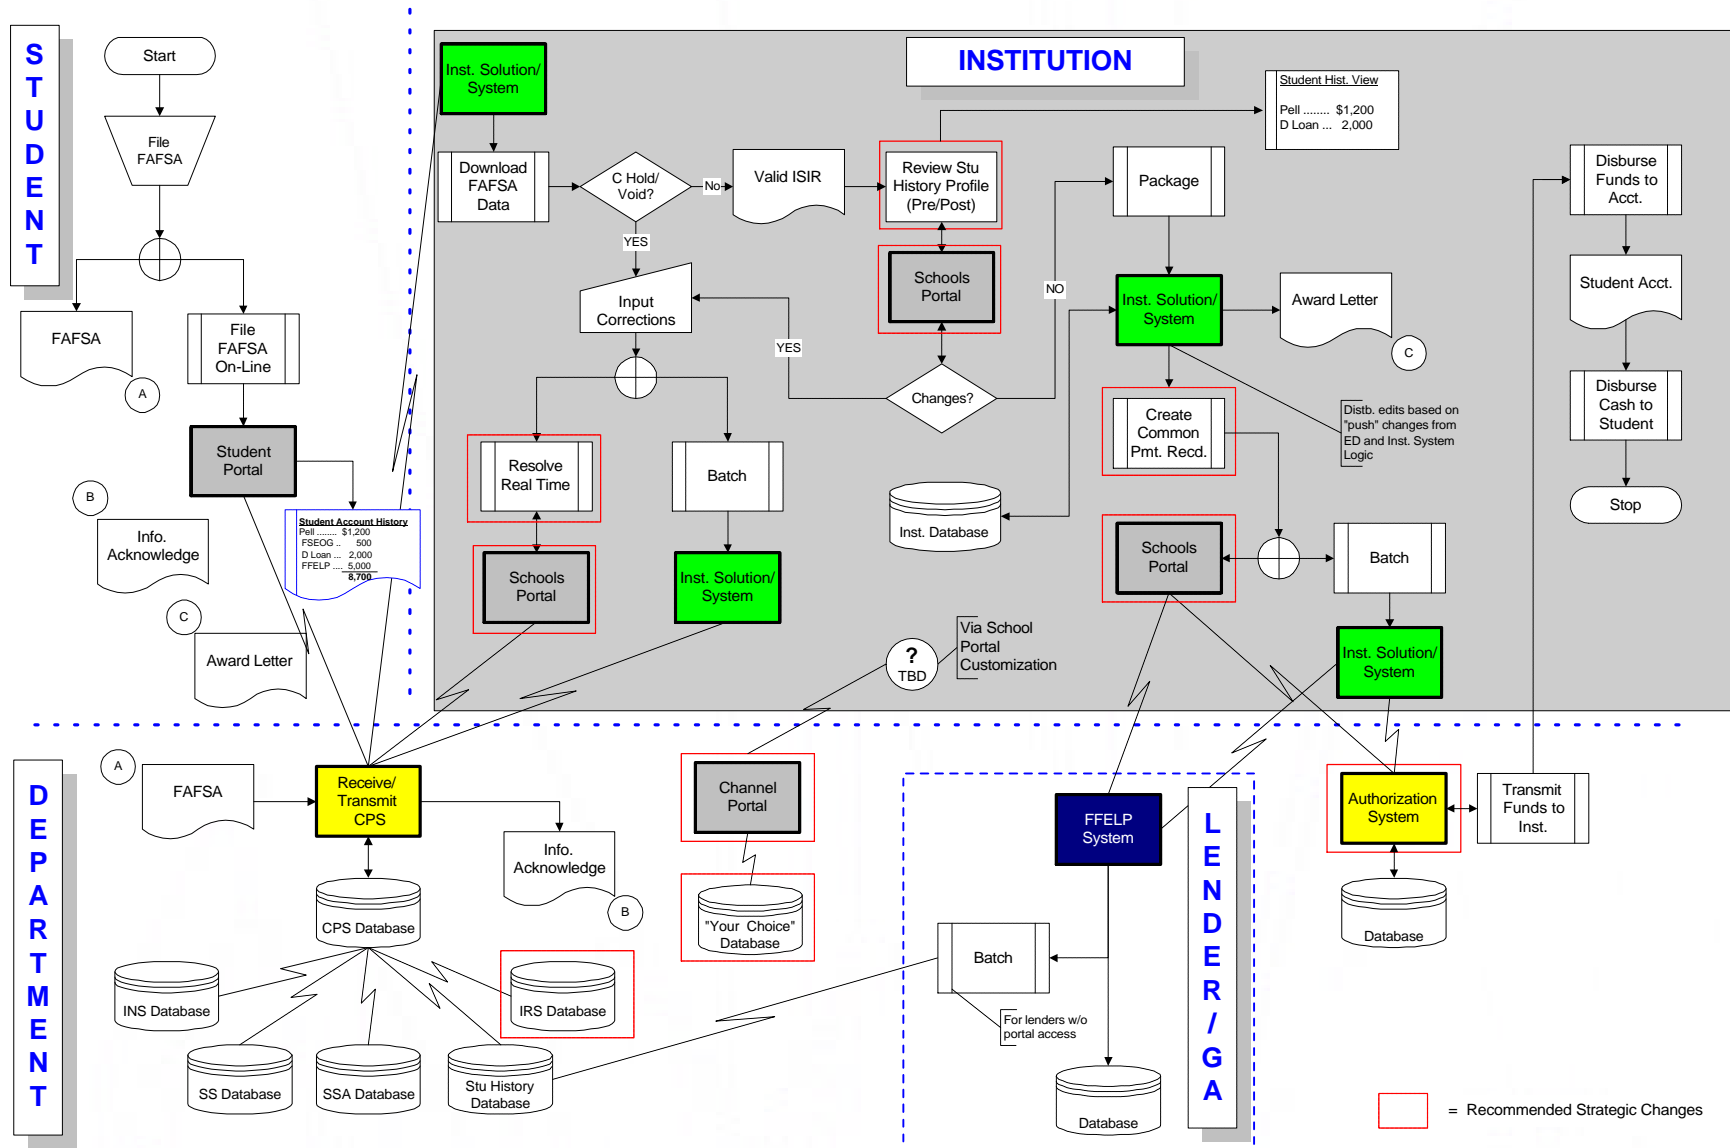 STUDENT
Start
File
FAFSA
FAFSA
A
File
FAFSA
On-Line
Student
Portal
B
Info.
Acknowledge
Student Account History
Pell ........ $1,200
FSEOG .. 500
D Loan ... 2,000
FFELP .... 5,000
8,700
C
Award Letter
INSTITUTION
Inst. Solution/
System
Download
FAFSA
Data
C Hold/
Void?
No
Valid ISIR
Review Stu
History Profile
(Pre/Post)
Student Hist. View
Pell ........ $1,200
D Loan ... 2,000
YES
Input
Corrections
Schools
Portal
YES
Changes?
NO
Package
Inst. Solution/
System
Award Letter
C
Disburse
Funds to
Acct.
Student Acct.
Disburse
Cash to
Student
Stop
Resolve
Real Time
Batch
Schools
Portal
Inst. Solution/
System
Inst. Database
Create
Common
Pmt. Recd.
Distb. edits based on
"push" changes from
ED and Inst. System
Logic
Schools
Portal
Batch
Inst. Solution/
System
?
TBD
Via School
Portal
Customization
DEPARTMENT
A
FAFSA
Receive/
Transmit
CPS
Info.
Acknowledge
B
CPS Database
INS Database
SS Database
SSA Database
Stu History
Database
IRS Database
Channel
Portal
"Your Choice"
Database
LENDER/GA
FFELP
System
Batch
For lenders w/o
portal access
Database
Authorization
System
Transmit
Funds to
Inst.
Database
= Recommended Strategic Changes